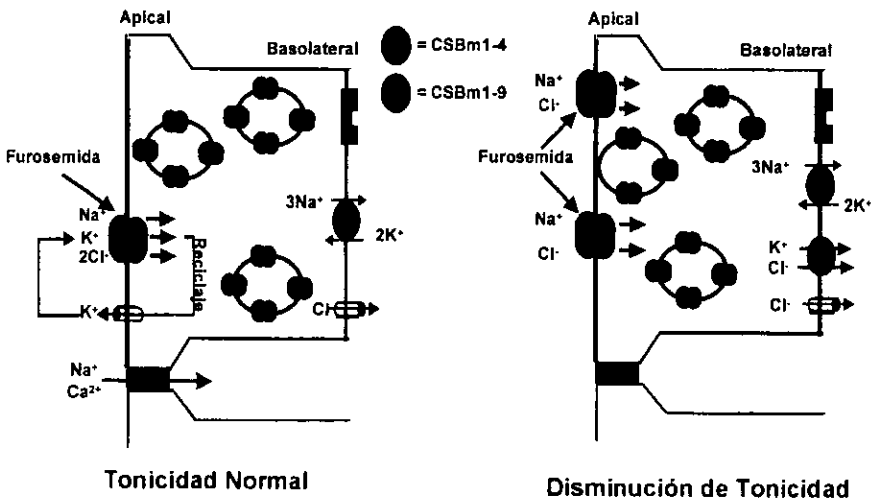 Apical
Basolateral
= CSBm1-4
= CSBm1-9
Furosemida
Na⁺
K⁺
2Cl⁻
Reciclaje
K⁺
3Na⁺
2K⁺
Cl
Na⁺
Ca²⁺
Tonicidad Normal
Apical
Basolateral
Na⁺
Cl⁻
Furosemida
Na⁺
Cl⁻
3Na⁺
2K⁺
K⁺
Cl⁻
Cl⁻
Disminución de Tonicidad